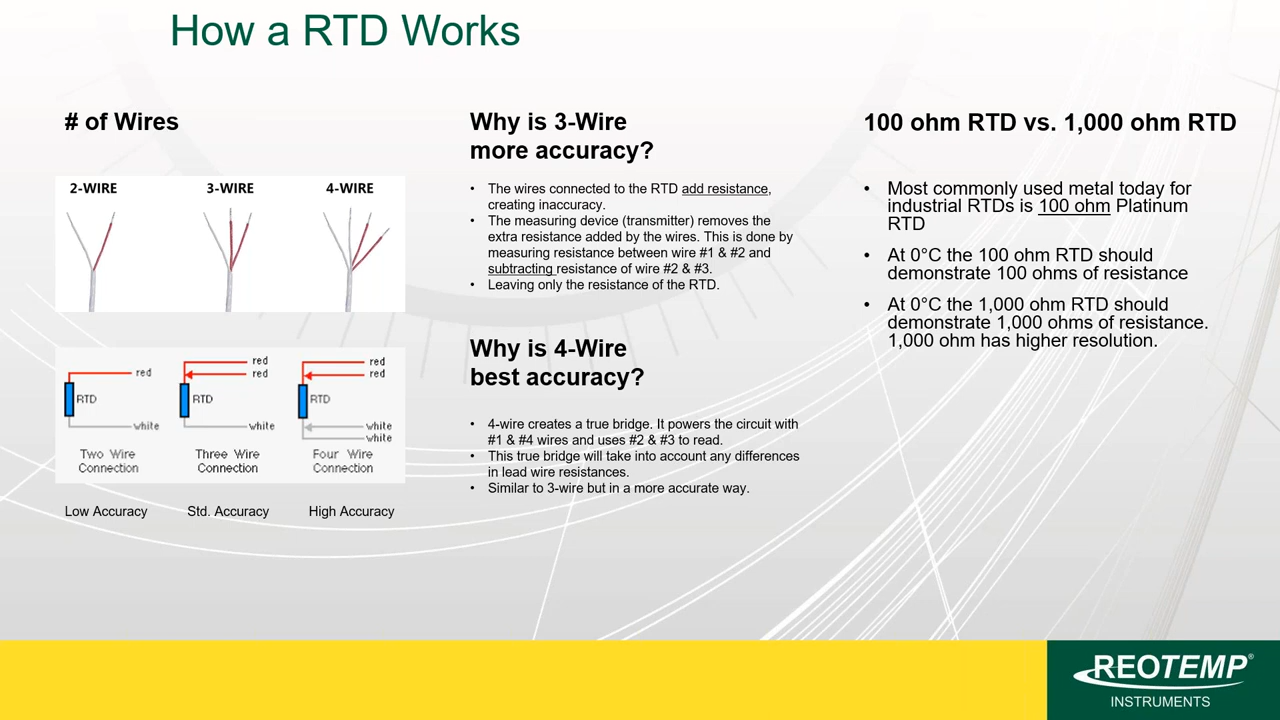 How a RTD Works
# of Wires
2-WIRE 3-WIRE 4-WIRE
red
RTD
white
Two Wire
Connection
red
red
RTD
white
Three Wire
Connection
red
red
RTD
white
white
Four Wire
Connection
Low Accuracy Std. Accuracy High Accuracy
Why is 3-Wire
more accuracy?
• The wires connected to the RTD add resistance,
creating inaccuracy.
• The measuring device (transmitter) removes the
extra resistance added by the wires. This is done by
measuring resistance between wire #1 & #2 and
subtracting resistance of wire #2 & #3.
• Leaving only the resistance of the RTD.
Why is 4-Wire
best accuracy?
• 4-wire creates a true bridge. It powers the circuit with
#1 & #4 wires and uses #2 & #3 to read.
• This true bridge will take into account any differences
in lead wire resistances.
• Similar to 3-wire but in a more accurate way.
100 ohm RTD vs. 1,000 ohm RTD
• Most commonly used metal today for
industrial RTDs is 100 ohm Platinum
RTD
• At 0°C the 100 ohm RTD should
demonstrate 100 ohms of resistance
• At 0°C the 1,000 ohm RTD should
demonstrate 1,000 ohms of resistance.
1,000 ohm has higher resolution.
REOTEMP®
INSTRUMENTS